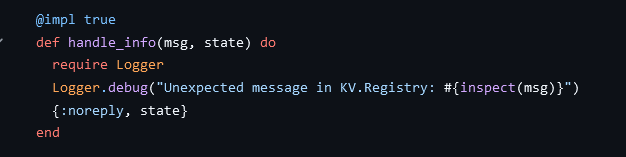 @impl true
def handle_info(msg, state) do
require Logger
Logger.debug("Unexpected message in KV.Registry: #{inspect(msg)}")
{:noreply, state}
end